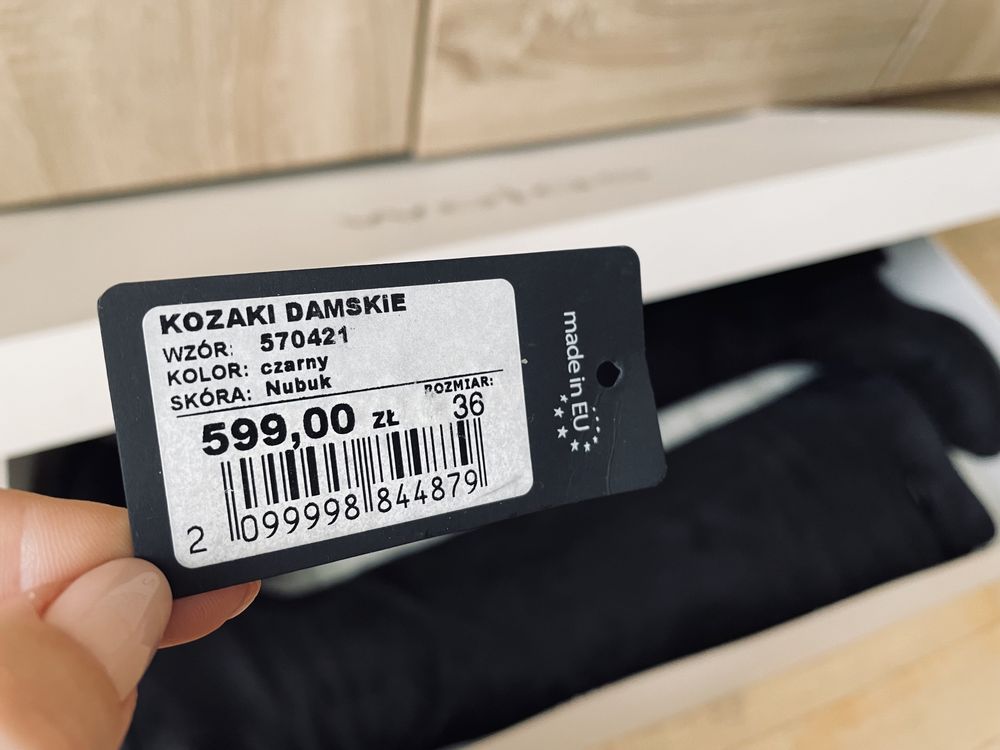 KOZAKI DAMSKiE
WZÓR: 570421
KOLOR: czarny
SKÓRA: Nubuk
ROZMIAR:
599,00 ZŁ 36
2 099998 844879
made in EU